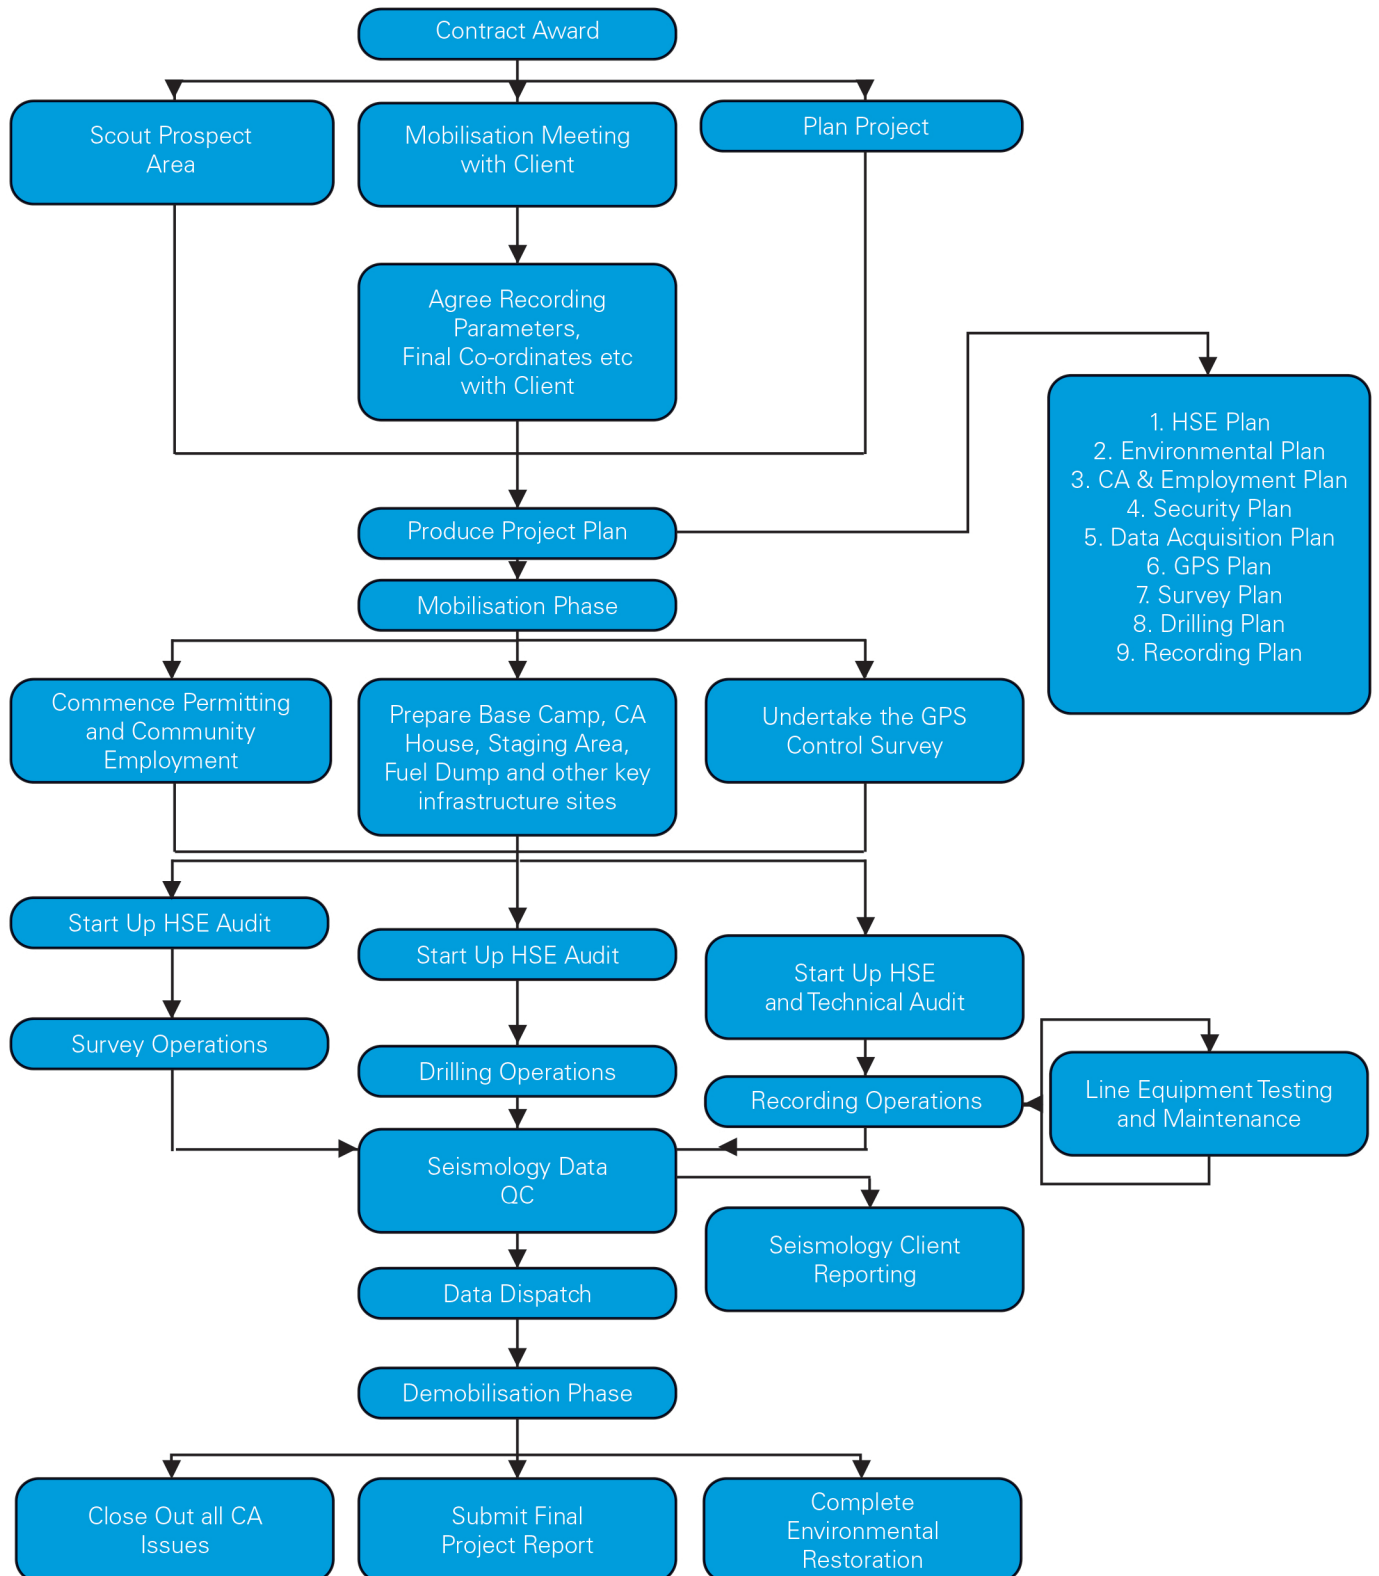 Contract Award
Scout Prospect
Area
Mobilisation Meeting
with Client
Plan Project
Agree Recording
Parameters,
Final Co-ordinates etc
with Client
1. HSE Plan
2. Environmental Plan
3. CA & Employment Plan
4. Security Plan
5. Data Acquisition Plan
6. GPS Plan
7. Survey Plan
8. Drilling Plan
9. Recording Plan
Produce Project Plan
Mobilisation Phase
Commence Permitting
and Community
Employment
Prepare Base Camp, CA
House, Staging Area,
Fuel Dump and other key
infrastructure sites
Undertake the GPS
Control Survey
Start Up HSE Audit
Start Up HSE Audit
Start Up HSE
and Technical Audit
Survey Operations
Drilling Operations
Recording Operations
Line Equipment Testing
and Maintenance
Seismology Data
QC
Seismology Client
Reporting
Data Dispatch
Demobilisation Phase
Close Out all CA
Issues
Submit Final
Project Report
Complete
Environmental
Restoration